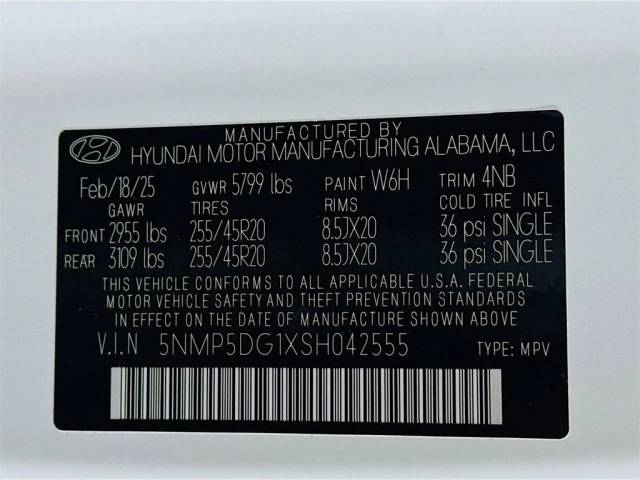 MANUFACTURED BY
HYUNDAI MOTOR MANUFACTURING ALABAMA, LLC
Feb/18/25 GVWR 5799 lbs PAINT W6H TRIM 4NB
GAWR TIRES RIMS COLD TIRE INFL
FRONT 2955 lbs 255/45R20 8.5JX20 36 psi SINGLE
REAR 3109 lbs 255/45R20 8.5JX20 36 psi SINGLE
THIS VEHICLE CONFORMS TO ALL APPLICABLE U.S.A. FEDERAL
MOTOR VEHICLE SAFETY AND THEFT PREVENTION STANDARDS
IN EFFECT ON THE DATE OF MANUFACTURE SHOWN ABOVE
V.I.N 5NMP5DG1XSH042555 TYPE: MPV